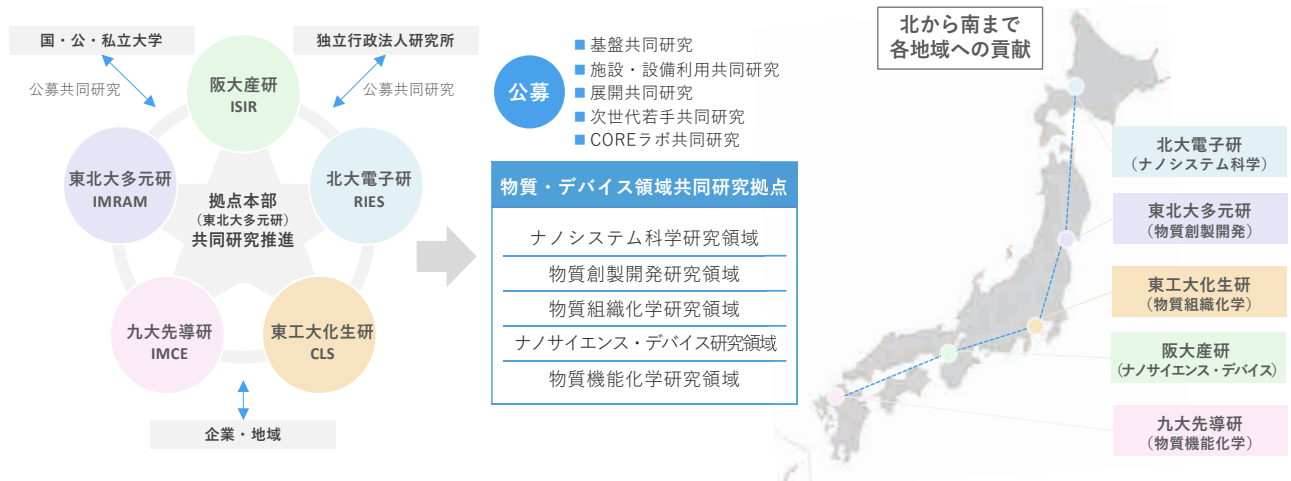 国・公・私立大学
独立行政法人研究所
公募共同研究
公募共同研究
阪大産研
ISIR
東北大多元研
IMRAM
北大電子研
RIES
拠点本部
（東北大多元研）
共同研究推進
九大先導研
IMCE
東工大化生研
CLS
企業・地域
公募
■ 基盤共同研究
■ 施設・設備利用共同研究
■ 展開共同研究
■ 次世代若手共同研究
■ COREラボ共同研究
物質・デバイス領域共同研究拠点
ナノシステム科学研究領域
物質創製開発研究領域
物質組織化学研究領域
ナノサイエンス・デバイス研究領域
物質機能化学研究領域
北から南まで
各地域への貢献
北大電子研
（ナノシステム科学）
東北大多元研
（物質創製開発）
東工大化生研
（物質組織化学）
阪大産研
（ナノサイエンス・デバイス）
九大先導研
（物質機能化学）